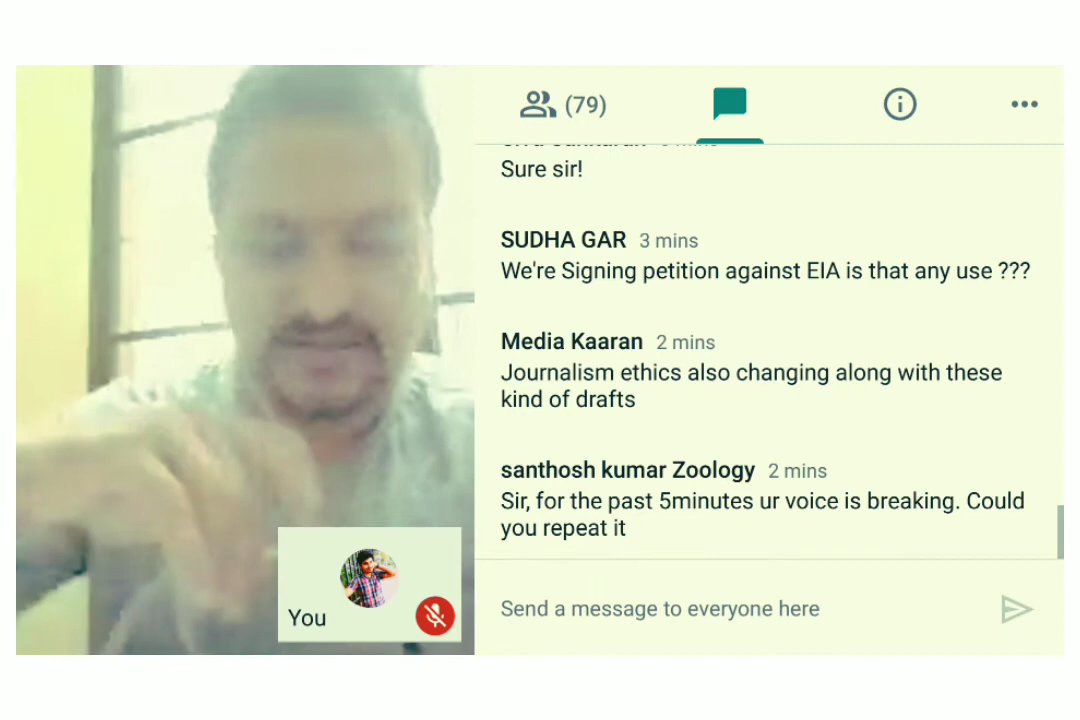 (79)
Sure sir!
SUDHA GAR 3 mins
We're Signing petition against EIA is that any use ???
Media Kaaran 2 mins
Journalism ethics also changing along with these
kind of drafts
santhosh kumar Zoology 2 mins
Sir, for the past 5minutes ur voice is breaking. Could
you repeat it
Send a message to everyone here
You